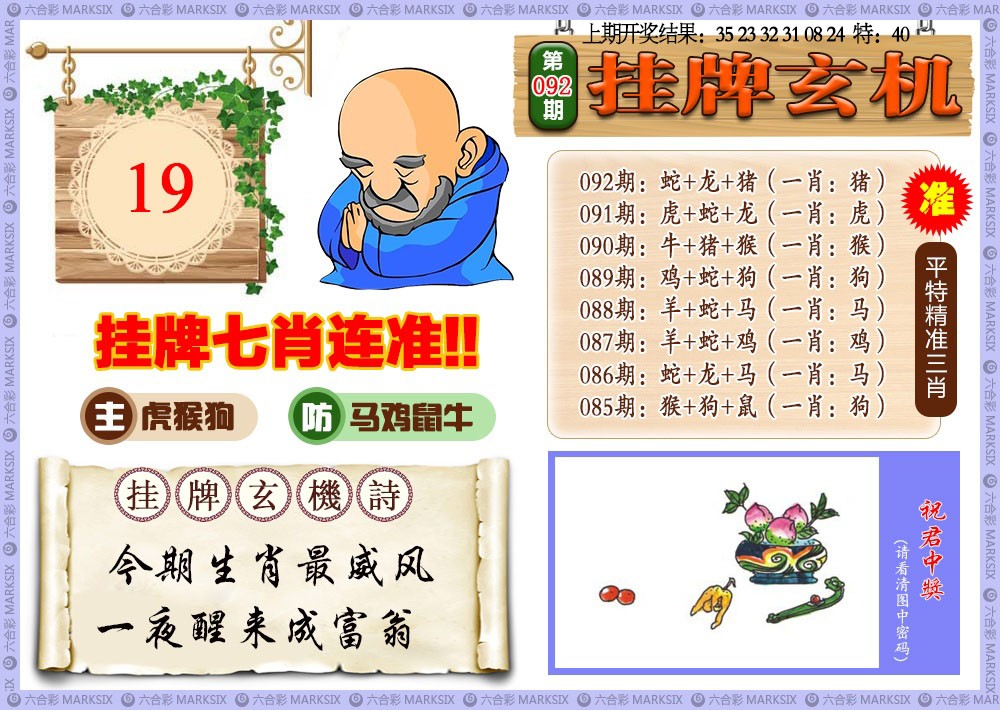 六合彩 MARKSIX
上期开奖结果：35 23 32 31 08 24 特：40
第092期
挂牌玄机
19
挂牌七肖连准!!
主 虎猴狗
防 马鸡鼠牛
挂牌玄機詩
今期生肖最威风
一夜醒来成富翁
092期：蛇+龙+猪（一肖：猪）
091期：虎+蛇+龙（一肖：虎）
090期：牛+猪+猴（一肖：猴）
089期：鸡+蛇+狗（一肖：狗）
088期：羊+蛇+马（一肖：马）
087期：羊+蛇+鸡（一肖：鸡）
086期：蛇+龙+马（一肖：马）
085期：猴+狗+鼠（一肖：狗）
准
平特精准三肖
祝君中獎
（请看清图中密码）